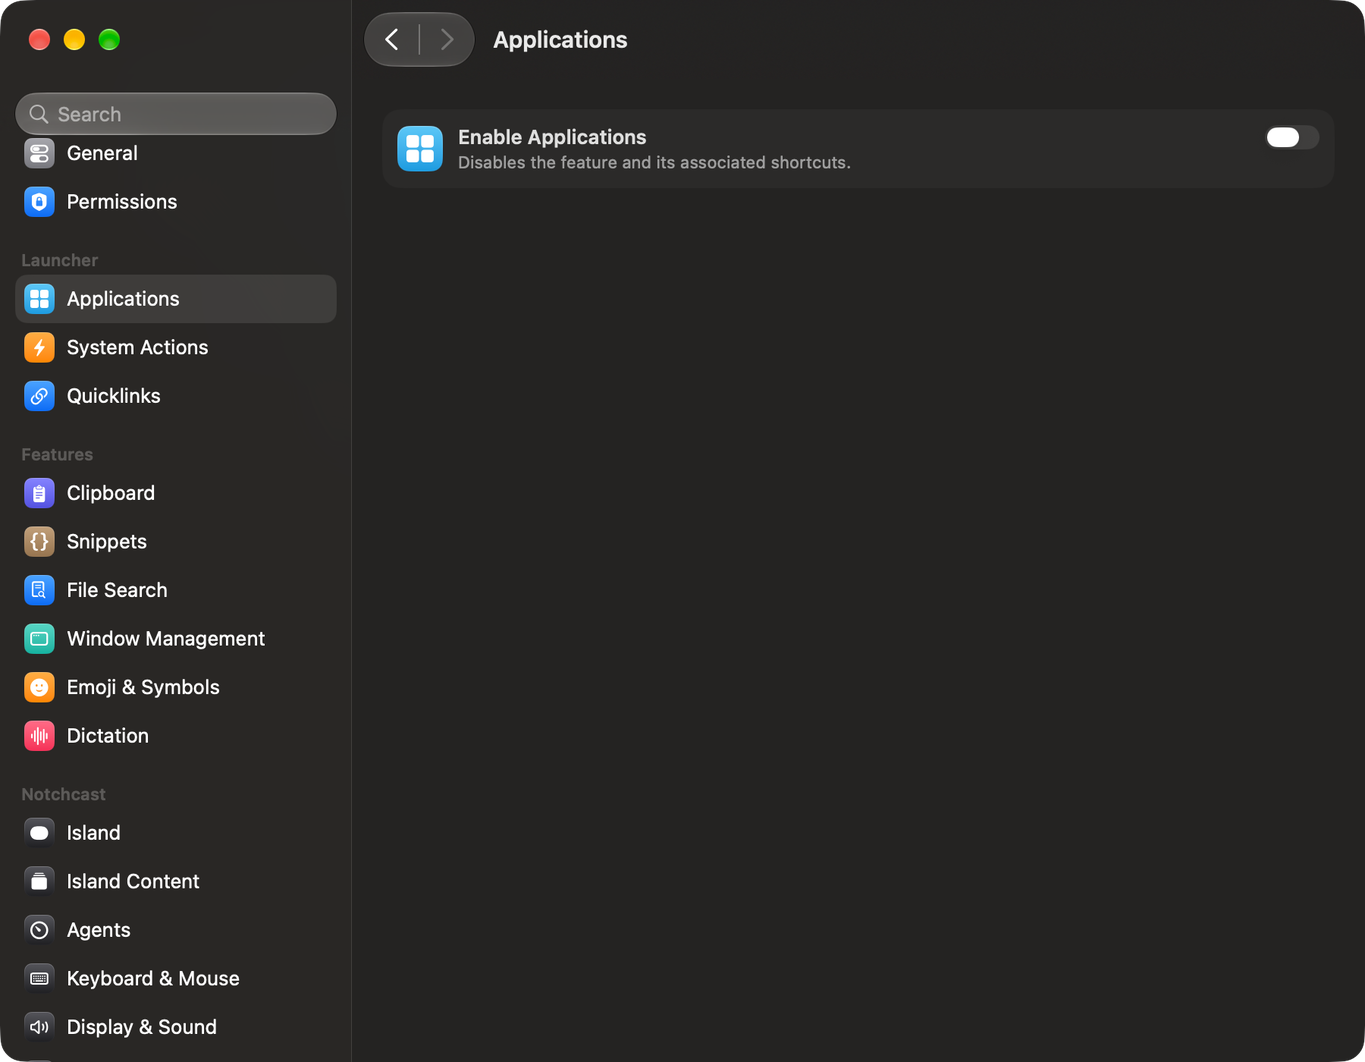 Applications
Search
General
Permissions
Launcher
Applications
System Actions
Quicklinks
Features
Clipboard
Snippets
File Search
Window Management
Emoji & Symbols
Dictation
Notchcast
Island
Island Content
Agents
Keyboard & Mouse
Display & Sound
Enable Applications
Disables the feature and its associated shortcuts.